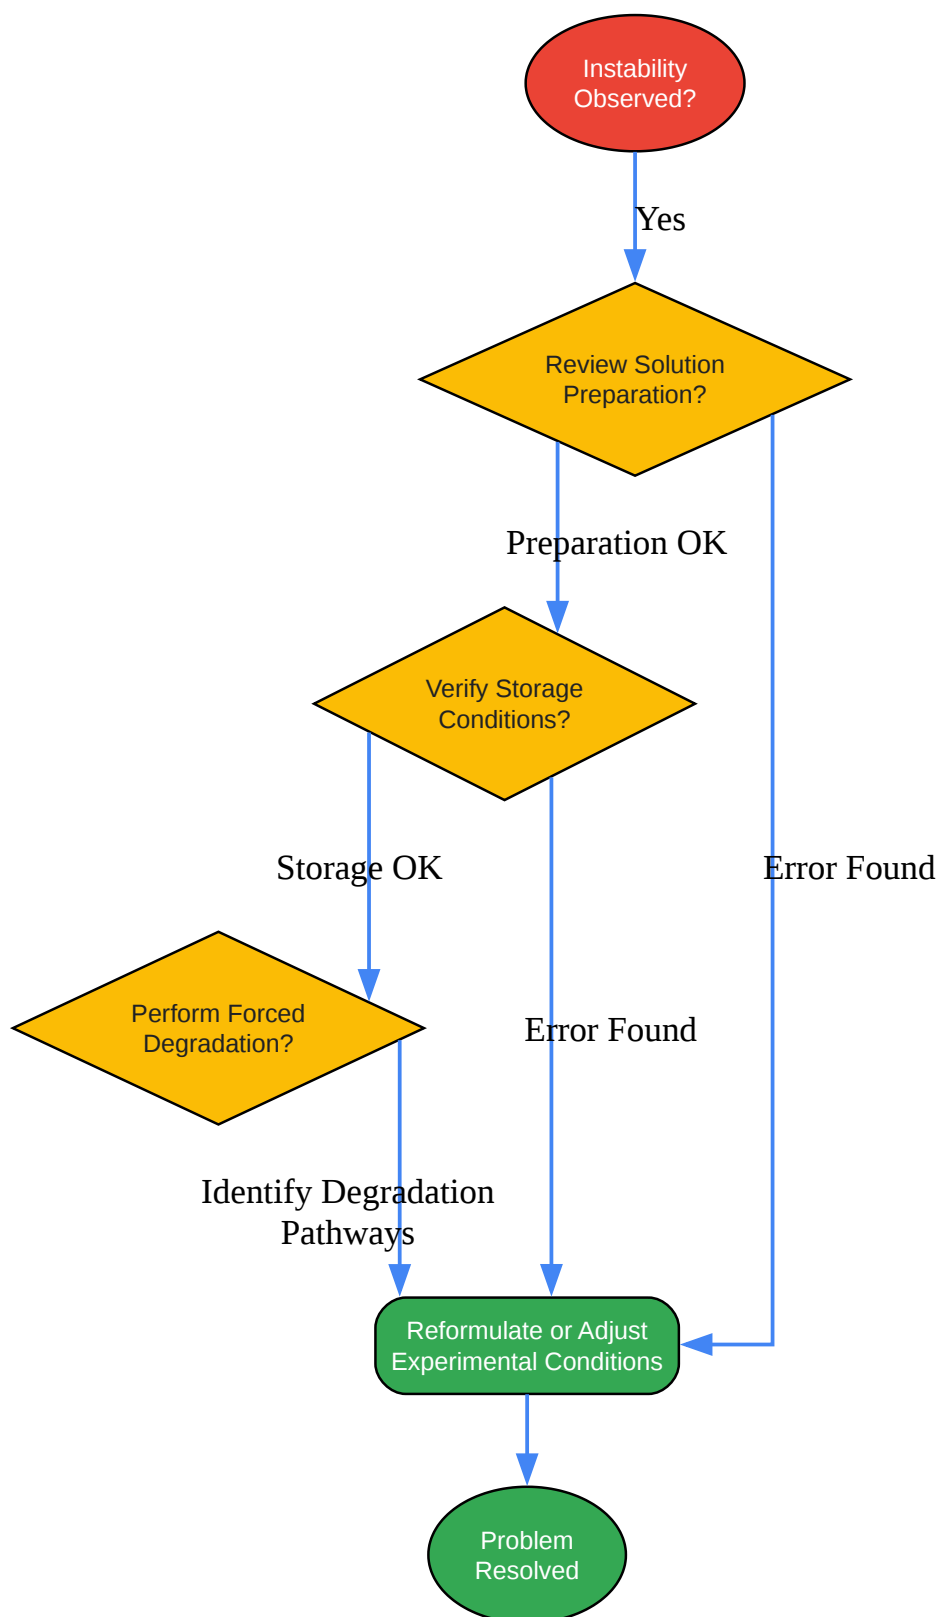 Instability
Observed?
Yes
Review Solution
Preparation?
Preparation OK
Verify Storage
Conditions?
Storage OK
Error Found
Perform Forced
Degradation?
Error Found
Identify Degradation
Pathways
Reformulate or Adjust
Experimental Conditions
Problem
Resolved